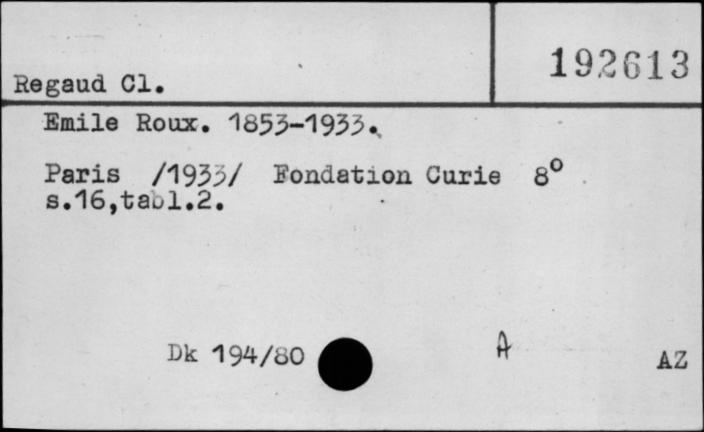 Regaud Cl.
192613
Emile Roux. 1853-1933.
Paris /1933/ Fondation Curie 8°
s.16,tabl.2.
Dk 194/80
A
AZ